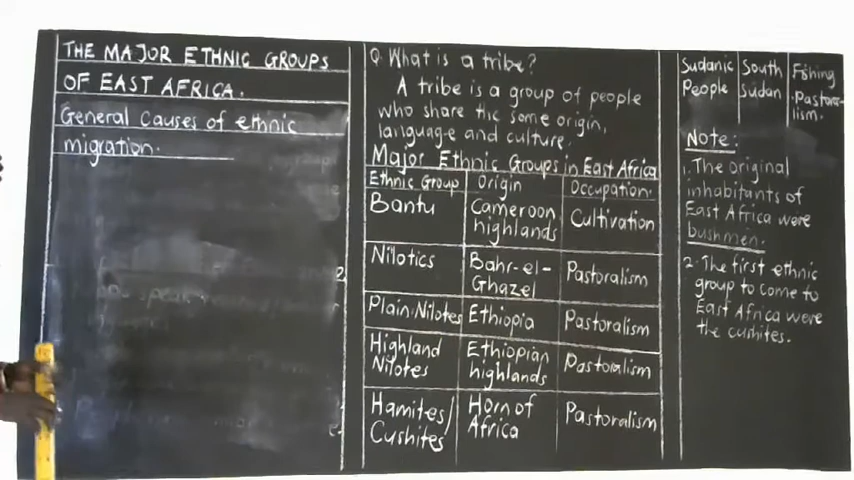 THE MAJOR ETHNIC GROUPS
OF EAST AFRICA.
General Causes of ethnic
migration.
Q. What is a tribe?
A tribe is a group of people
who share the same origin,
language and culture.
Major Ethnic Groups in East Africa
Ethnic Group Origin Occupation.
Bantu Cameroon highlands Cultivation
Nilotics Bahr-el-Ghazel Pastoralism
Plain Nilotes Ethiopia Pastoralism
Highland Nilotes Ethiopian highlands Pastoralism
Hamites/Cushites Horn of Africa Pastoralism
Sudanic People South Sudan Fishing . Pastoralism.
Note:
1. The original
inhabitants of
East Africa were
bushmen.
2. The first ethnic
group to come to
East Africa were
the cushites.